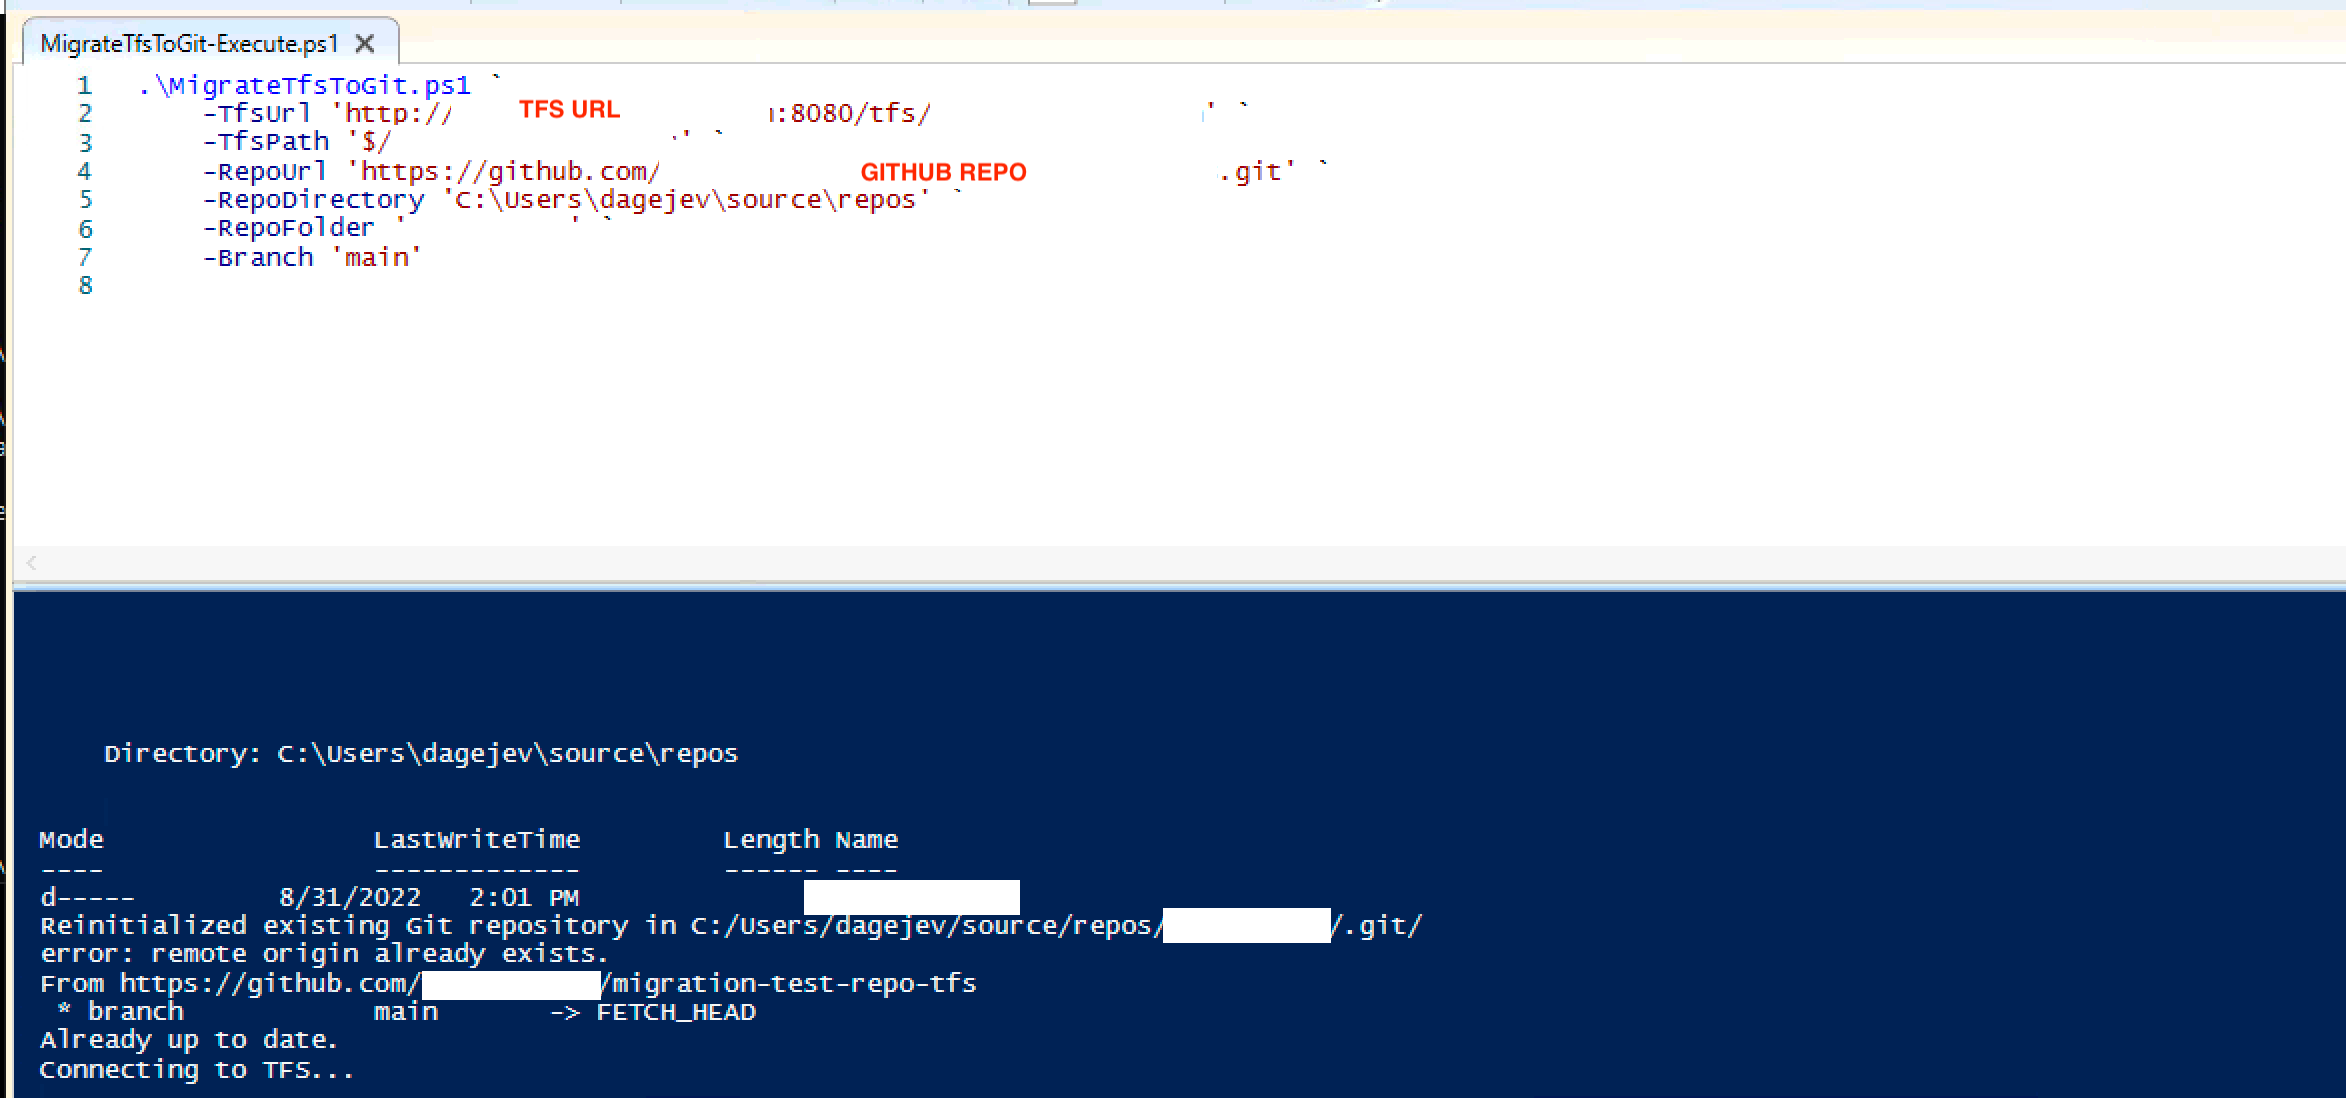 MigrateTfsToGit-Execute.ps1 X
1 .\MigrateTfsToGit.ps1 `
2 -TfsUrl 'http:// TFS URL :8080/tfs/ ' `
3 -TfsPath '$/ ' `
4 -RepoUrl 'https://github.com/ GITHUB REPO .git' `
5 -RepoDirectory 'C:\Users\dagejev\source\repos' `
6 -RepoFolder ' ' `
7 -Branch 'main'
8
Directory: C:\Users\dagejev\source\repos
Mode LastWriteTime Length Name
---- ------------- ------ ----
d----- 8/31/2022 2:01 PM
Reinitialized existing Git repository in C:/Users/dagejev/source/repos/ /.git/
error: remote origin already exists.
From https://github.com/ /migration-test-repo-tfs
* branch main -> FETCH_HEAD
Already up to date.
Connecting to TFS...